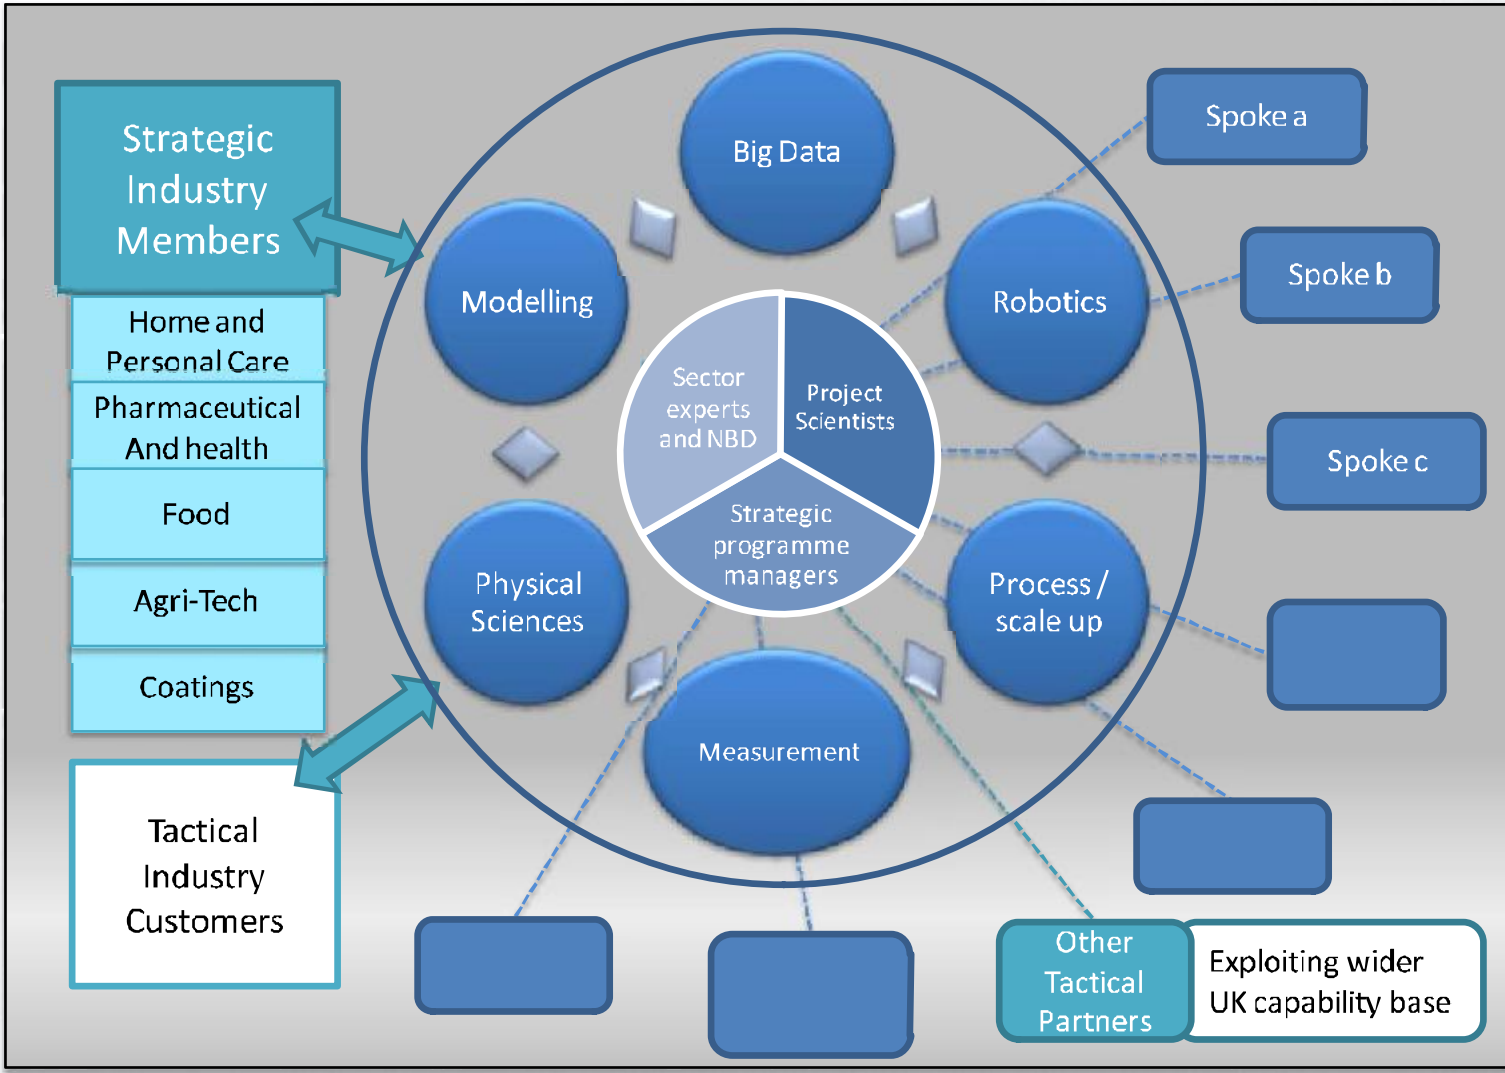 Strategic
Industry
Members
Home and
Personal Care
Pharmaceutical
And health
Food
Agri-Tech
Coatings
Tactical
Industry
Customers
Big Data
Modelling
Robotics
Sector
experts
and NBD
Project
Scientists
Strategic
programme
managers
Physical
Sciences
Process /
scale up
Measurement
Spoke a
Spoke b
Spoke c
Other
Tactical
Partners
Exploiting wider
UK capability base